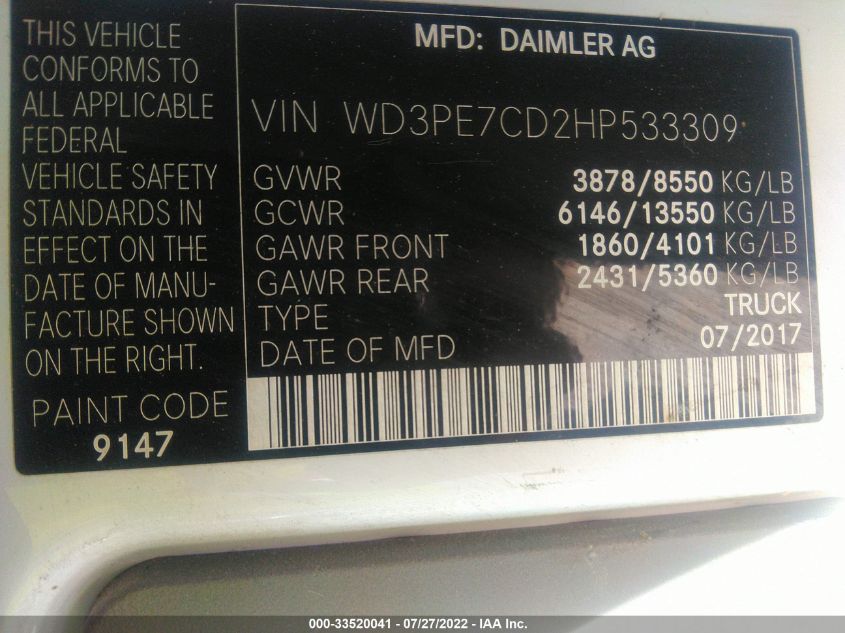 THIS VEHICLE
CONFORMS TO
ALL APPLICABLE
FEDERAL
VEHICLE SAFETY
STANDARDS IN
EFFECT ON THE
DATE OF MANU-
FACTURE SHOWN
ON THE RIGHT.
PAINT CODE
9147
MFD: DAIMLER AG
VIN WD3PE7CD2HP533309
GVWR 3878/8550 KG/LB
GCWR 6146/13550 KG/LB
GAWR FRONT 1860/4101 KG/LB
GAWR REAR 2431/5360 KG/LB
TYPE TRUCK
DATE OF MFD 07/2017
000-33520041 - 07/27/2022 - IAA Inc.